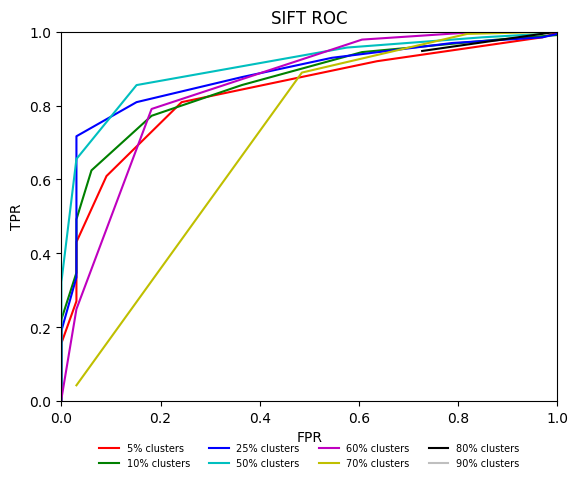 SIFT ROC
1.0
0.8
0.6
0.4
0.2
0.0
TPR
0.0 0.2 0.4 0.6 0.8 1.0
FPR
5% clusters 25% clusters 60% clusters 80% clusters
10% clusters 50% clusters 70% clusters 90% clusters